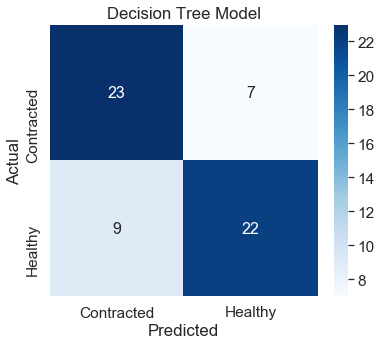 Decision Tree Model
Actual
Contracted
Healthy
23
7
9
22
Contracted
Healthy
Predicted
22
20
18
16
14
12
10
8